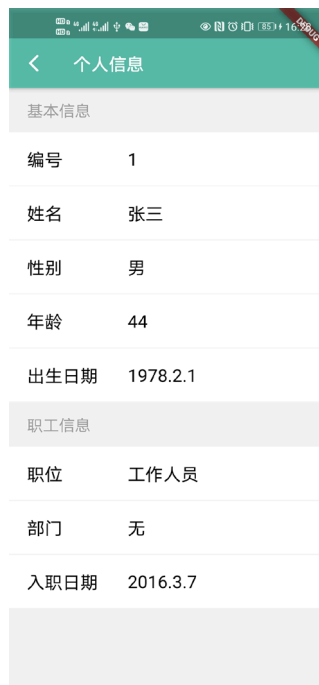 个人信息
基本信息
编号 1
姓名 张三
性别 男
年龄 44
出生日期 1978.2.1
职工信息
职位 工作人员
部门 无
入职日期 2016.3.7